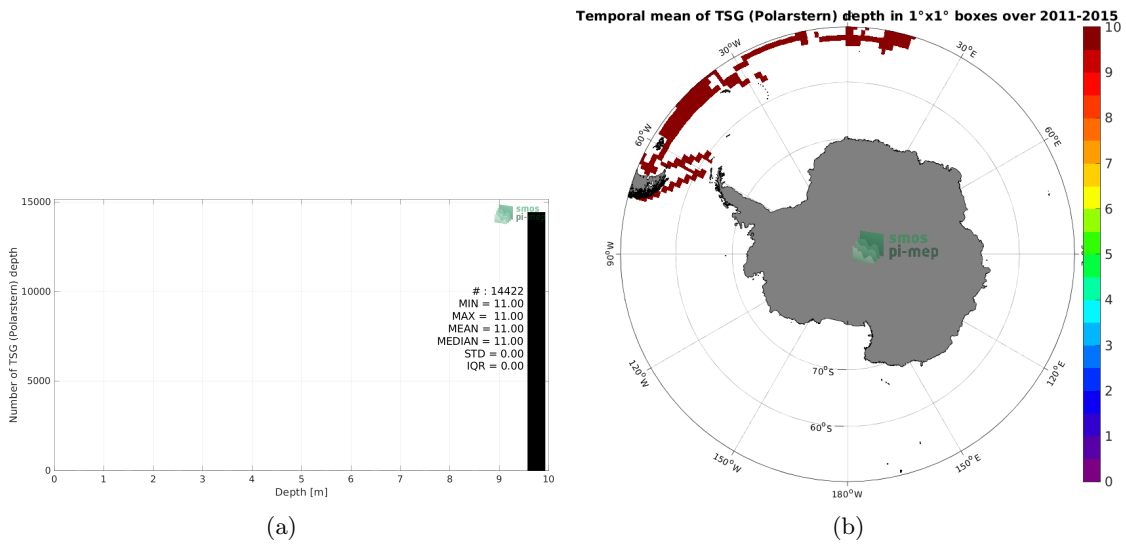 Temporal mean of TSG (Polarstern) depth in 1°x1° boxes over 2011-2015
15000
10000
5000
0
Number of TSG (Polarstern) depth
smos
pi-mep
# : 14422
MIN = 11.00
MAX = 11.00
MEAN = 11.00
MEDIAN = 11.00
STD = 0.00
IQR = 0.00
0 1 2 3 4 5 6 7 8 9 10
Depth [m]
(a)
30°W
30°E
60°W
60°E
90°W
smos
pi-mep
120°W
120°E
70°S
60°S
150°W
150°E
180°W
10
9
8
7
6
5
4
3
2
1
0
(b)